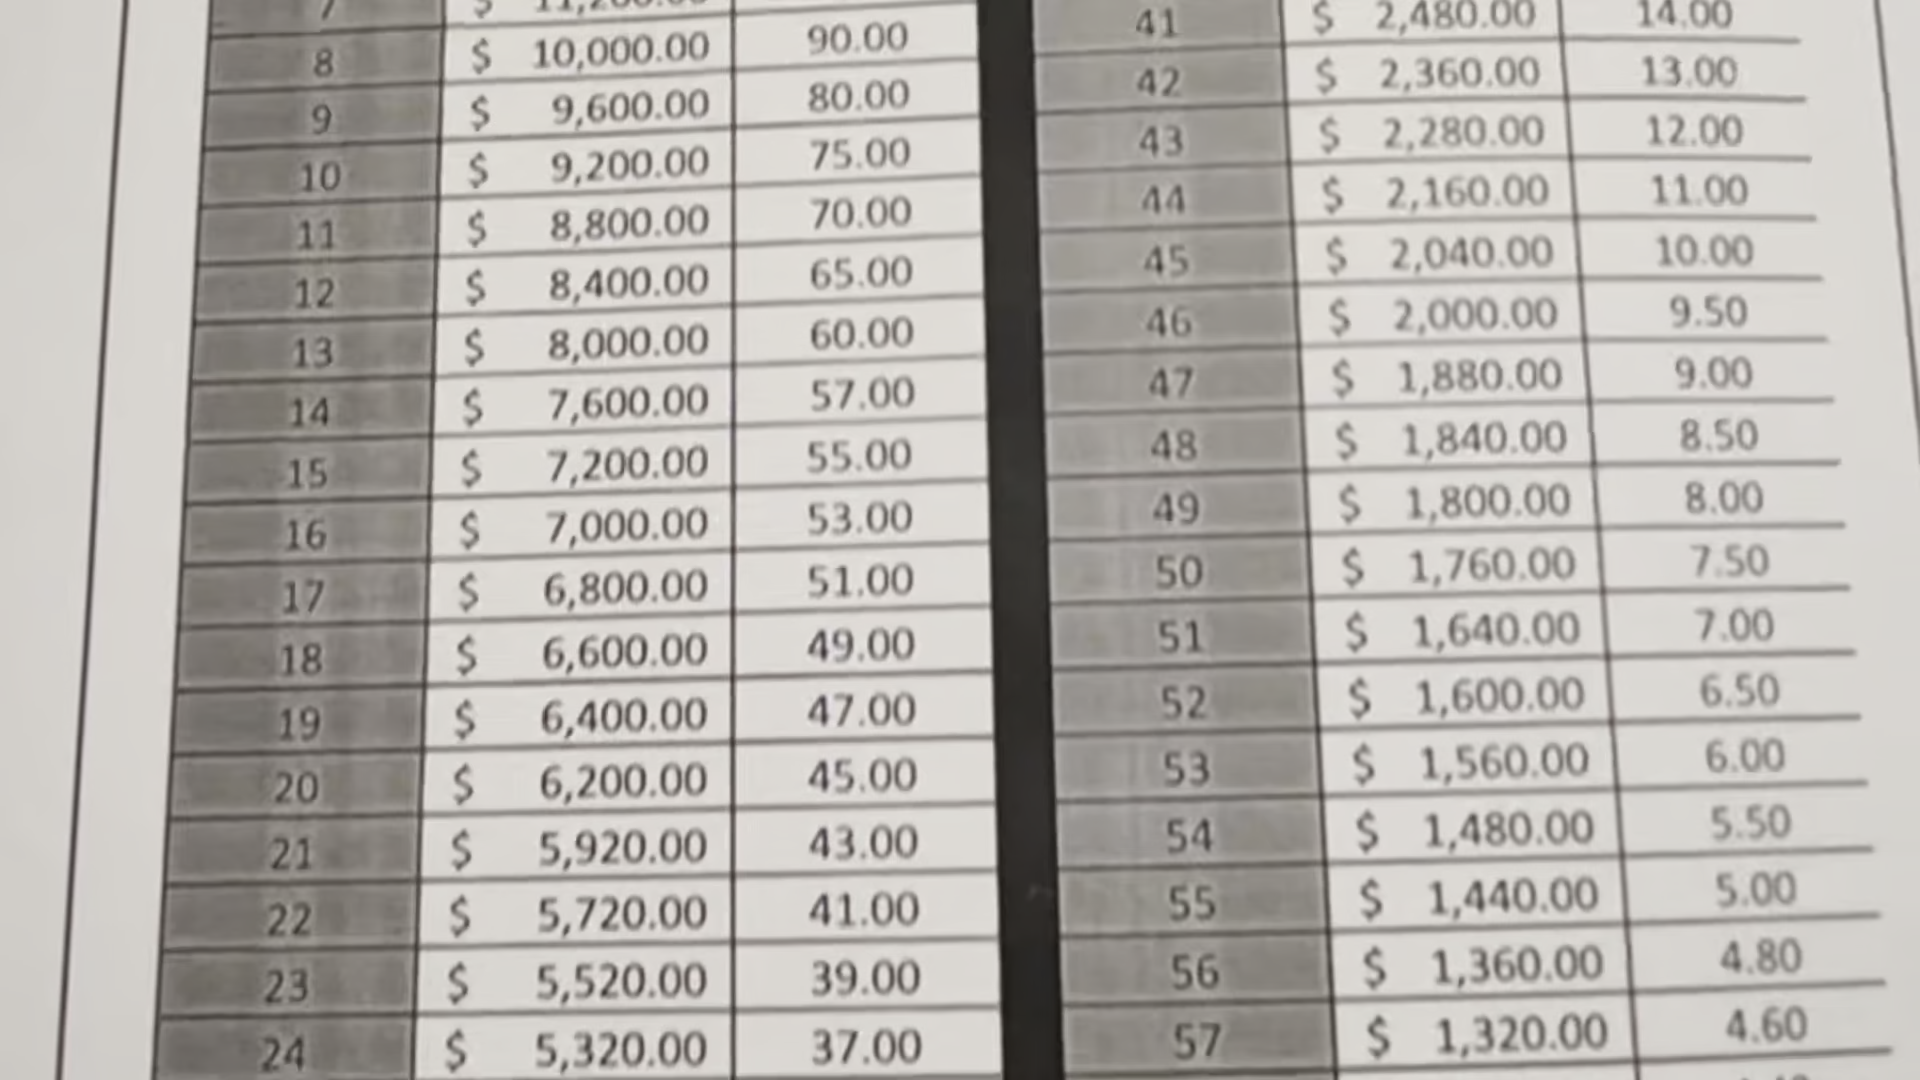 8 $ 10,000.00 90.00
9 $ 9,600.00 80.00
10 $ 9,200.00 75.00
11 $ 8,800.00 70.00
12 $ 8,400.00 65.00
13 $ 8,000.00 60.00
14 $ 7,600.00 57.00
15 $ 7,200.00 55.00
16 $ 7,000.00 53.00
17 $ 6,800.00 51.00
18 $ 6,600.00 49.00
19 $ 6,400.00 47.00
20 $ 6,200.00 45.00
21 $ 5,920.00 43.00
22 $ 5,720.00 41.00
23 $ 5,520.00 39.00
24 $ 5,320.00 37.00
41 $ 2,480.00 14.00
42 $ 2,360.00 13.00
43 $ 2,280.00 12.00
44 $ 2,160.00 11.00
45 $ 2,040.00 10.00
46 $ 2,000.00 9.50
47 $ 1,880.00 9.00
48 $ 1,840.00 8.50
49 $ 1,800.00 8.00
50 $ 1,760.00 7.50
51 $ 1,640.00 7.00
52 $ 1,600.00 6.50
53 $ 1,560.00 6.00
54 $ 1,480.00 5.50
55 $ 1,440.00 5.00
56 $ 1,360.00 4.80
57 $ 1,320.00 4.60